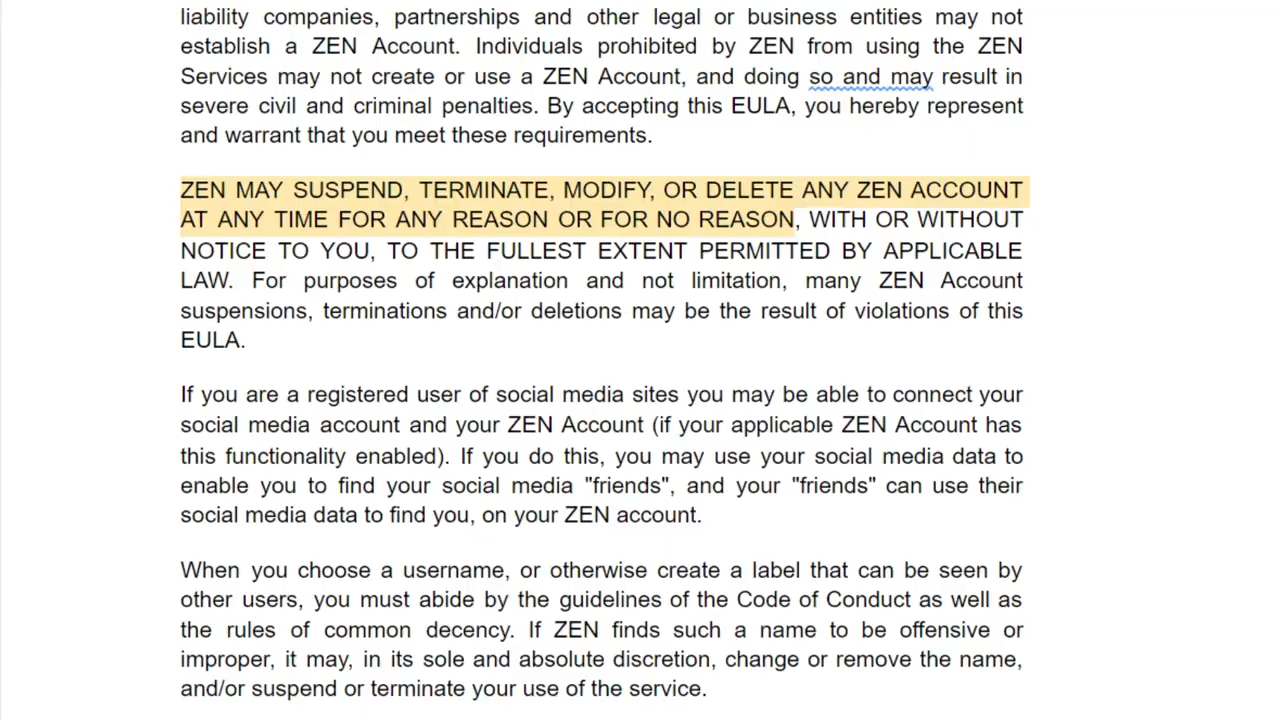 liability companies, partnerships and other legal or business entities may not
establish a ZEN Account. Individuals prohibited by ZEN from using the ZEN
Services may not create or use a ZEN Account, and doing so and may result in
severe civil and criminal penalties. By accepting this EULA, you hereby represent
and warrant that you meet these requirements.
ZEN MAY SUSPEND, TERMINATE, MODIFY, OR DELETE ANY ZEN ACCOUNT
AT ANY TIME FOR ANY REASON OR FOR NO REASON, WITH OR WITHOUT
NOTICE TO YOU, TO THE FULLEST EXTENT PERMITTED BY APPLICABLE
LAW. For purposes of explanation and not limitation, many ZEN Account
suspensions, terminations and/or deletions may be the result of violations of this
EULA.
If you are a registered user of social media sites you may be able to connect your
social media account and your ZEN Account (if your applicable ZEN Account has
this functionality enabled). If you do this, you may use your social media data to
enable you to find your social media "friends", and your "friends" can use their
social media data to find you, on your ZEN account.
When you choose a username, or otherwise create a label that can be seen by
other users, you must abide by the guidelines of the Code of Conduct as well as
the rules of common decency. If ZEN finds such a name to be offensive or
improper, it may, in its sole and absolute discretion, change or remove the name,
and/or suspend or terminate your use of the service.